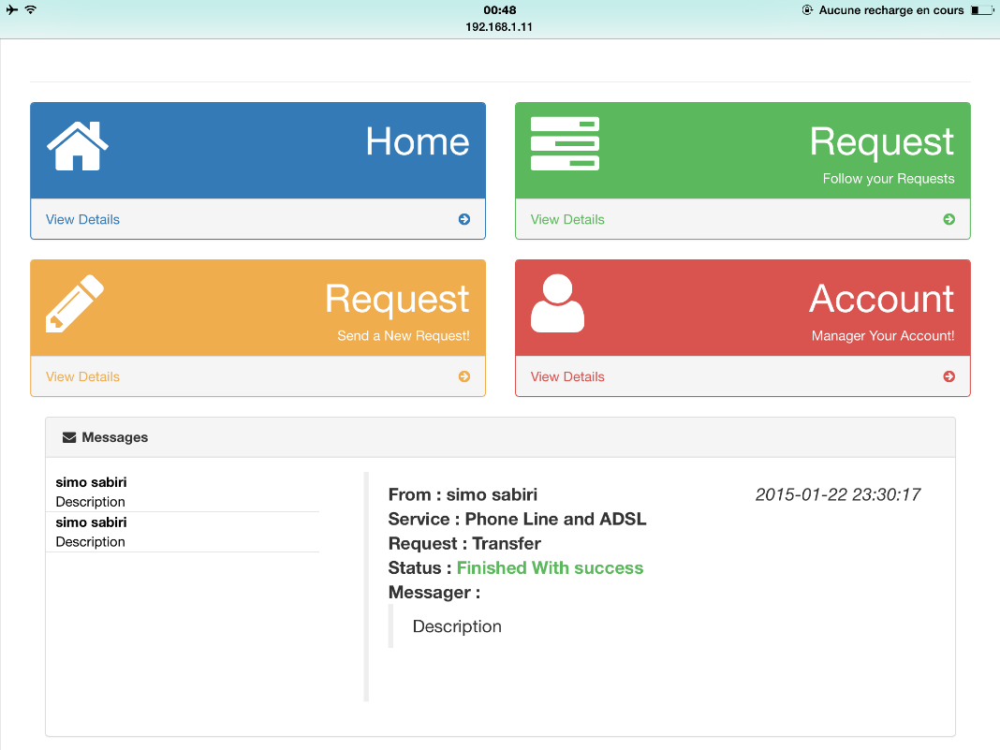 00:48
Aucune recharge en cours
192.168.1.11
Home
View Details
Request
Follow your Requests
View Details
Request
Send a New Request!
View Details
Account
Manager Your Account!
View Details
Messages
simo sabiri
Description
simo sabiri
Description
From : simo sabiri 2015-01-22 23:30:17
Service : Phone Line and ADSL
Request : Transfer
Status : Finished With success
Messager :
Description